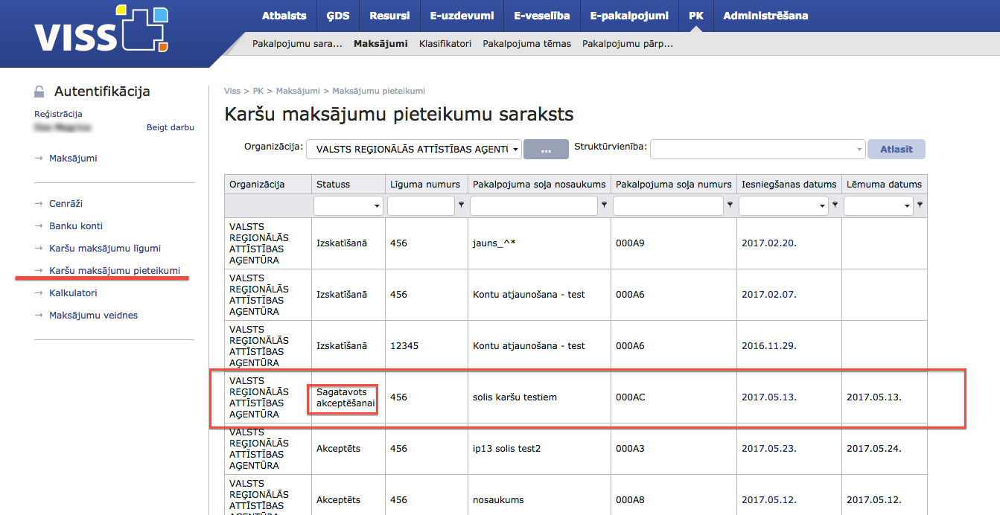 VISS
Atbalsts ĢDS Resursi E-uzdevumi E-veselība E-pakalpojumi PK Administrēšana
Pakalpojumu sara... Maksājumi Klasifikatori Pakalpojuma tēmas Pakalpojumu pārp...
Autentifikācija
Reģistrācija
Beigt darbu
→ Maksājumi
→ Cenrāži
→ Banku konti
→ Karšu maksājumu līgumi
→ Karšu maksājumu pieteikumi
→ Kalkulatori
→ Maksājumu veidnes
Viss > PK > Maksājumi > Maksājumu pieteikumi
Karšu maksājumu pieteikumu saraksts
Organizācija: VALSTS REĢIONĀLĀS ATTĪSTĪBAS AĢENTU ... Struktūrvienība: Atlasīt
Organizācija Statuss Līguma numurs Pakalpojuma soļa nosaukums Pakalpojuma soļa numurs Iesniegšanas datums Lēmuma datums
VALSTS
REĢIONĀLĀS
ATTĪSTĪBAS
AĢENTŪRA
Izskatīšanā 456 jauns_^* 000A9 2017.02.20.
VALSTS
REĢIONĀLĀS
ATTĪSTĪBAS
AĢENTŪRA
Izskatīšanā 456 Kontu atjaunošana - test 000A6 2017.02.07.
VALSTS
REĢIONĀLĀS
ATTĪSTĪBAS
AĢENTŪRA
Izskatīšanā 12345 Kontu atjaunošana - test 000A6 2016.11.29.
VALSTS
REĢIONĀLĀS
ATTĪSTĪBAS
AĢENTŪRA
Sagatavots
akceptēšanai
456 solis karšu testiem 000AC 2017.05.13. 2017.05.13.
VALSTS
REĢIONĀLĀS
ATTĪSTĪBAS
AĢENTŪRA
Akceptēts 456 ip13 solis test2 000A3 2017.05.23. 2017.05.24.
VALSTS
REĢIONĀLĀS
ATTĪSTĪBAS
Akceptēts 456 nosaukums 000A8 2017.05.12. 2017.05.12.